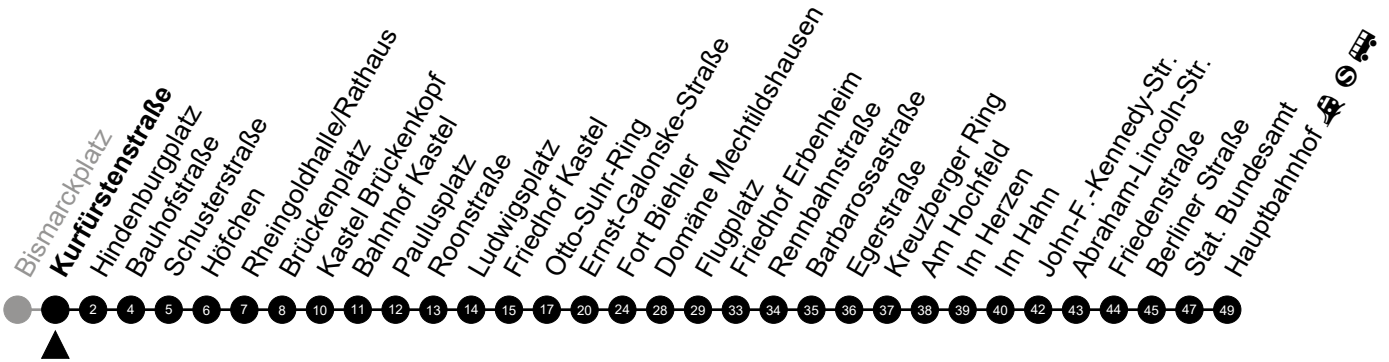 Bismarckplatz
Kurfürstenstraße
Hindenburgplatz
Bauhofstraße
Schusterstraße
Höfchen
Rheingoldhalle/Rathaus
Brückenplatz
Kastel Brückenkopf
Bahnhof Kastel
Paulusplatz
Roonstraße
Ludwigsplatz
Friedhof Kastel
Otto-Suhr-Ring
Ernst-Galonske-Straße
Fort Biehler
Domäne Mechtildshausen
Flugplatz
Friedhof Erbenheim
Rennbahnstraße
Barbarossastraße
Egerstraße
Kreuzberger Ring
Am Hochfeld
Im Herzen
Im Hahn
John-F.-Kennedy-Str.
Abraham-Lincoln-Str.
Friedenstraße
Berliner Straße
Stat. Bundesamt
Hauptbahnhof S
2 4 5 6 7 8 10 11 12 13 14 15 17 20 24 28 29 33 34 35 36 37 38 39 40 42 43 44 45 47 49